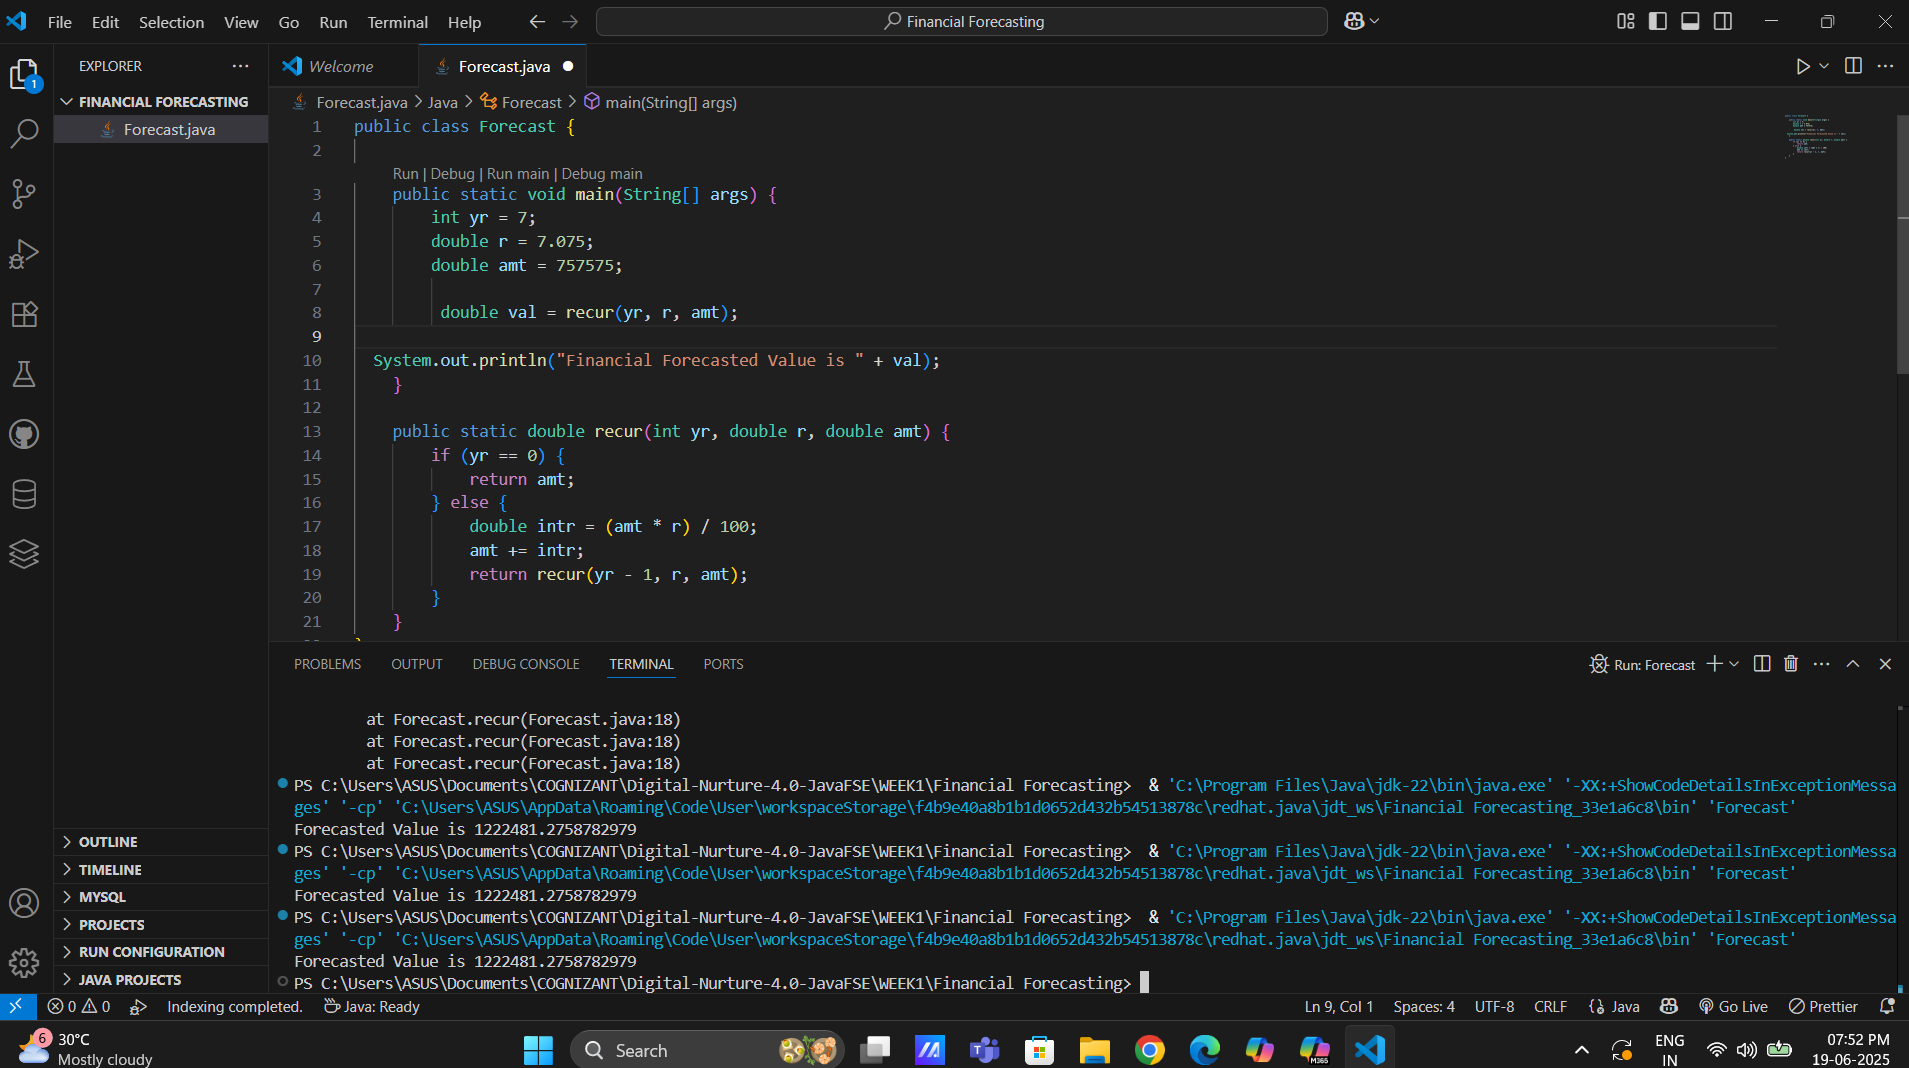 File Edit Selection View Go Run Terminal Help
Financial Forecasting
EXPLORER
Welcome
Forecast.java
1
FINANCIAL FORECASTING
Forecast.java
Forecast.java > Java > Forecast > main(String[] args)
1 public class Forecast {
2
Run | Debug | Run main | Debug main
3 public static void main(String[] args) {
4 int yr = 7;
5 double r = 7.075;
6 double amt = 757575;
7
8 double val = recur(yr, r, amt);
9
10 System.out.println("Financial Forecasted Value is " + val);
11 }
12
13 public static double recur(int yr, double r, double amt) {
14 if (yr == 0) {
15 return amt;
16 } else {
17 double intr = (amt * r) / 100;
18 amt += intr;
19 return recur(yr - 1, r, amt);
20 }
21 }
PROBLEMS OUTPUT DEBUG CONSOLE TERMINAL PORTS
Run: Forecast
at Forecast.recur(Forecast.java:18)
at Forecast.recur(Forecast.java:18)
at Forecast.recur(Forecast.java:18)
PS C:\Users\ASUS\Documents\COGNIZANT\Digital-Nurture-4.0-JavaFSE\WEEK1\Financial Forecasting> & 'C:\Program Files\Java\jdk-22\bin\java.exe' '-XX:+ShowCodeDetailsInExceptionMessa
ges' '-cp' 'C:\Users\ASUS\AppData\Roaming\Code\User\workspaceStorage\f4b9e40a8b1b1d0652d432b54513878c\redhat.java\jdt_ws\Financial Forecasting_33e1a6c8\bin' 'Forecast'
Forecasted Value is 1222481.2758782979
PS C:\Users\ASUS\Documents\COGNIZANT\Digital-Nurture-4.0-JavaFSE\WEEK1\Financial Forecasting> & 'C:\Program Files\Java\jdk-22\bin\java.exe' '-XX:+ShowCodeDetailsInExceptionMessa
ges' '-cp' 'C:\Users\ASUS\AppData\Roaming\Code\User\workspaceStorage\f4b9e40a8b1b1d0652d432b54513878c\redhat.java\jdt_ws\Financial Forecasting_33e1a6c8\bin' 'Forecast'
Forecasted Value is 1222481.2758782979
PS C:\Users\ASUS\Documents\COGNIZANT\Digital-Nurture-4.0-JavaFSE\WEEK1\Financial Forecasting> & 'C:\Program Files\Java\jdk-22\bin\java.exe' '-XX:+ShowCodeDetailsInExceptionMessa
ges' '-cp' 'C:\Users\ASUS\AppData\Roaming\Code\User\workspaceStorage\f4b9e40a8b1b1d0652d432b54513878c\redhat.java\jdt_ws\Financial Forecasting_33e1a6c8\bin' 'Forecast'
Forecasted Value is 1222481.2758782979
PS C:\Users\ASUS\Documents\COGNIZANT\Digital-Nurture-4.0-JavaFSE\WEEK1\Financial Forecasting>
OUTLINE
TIMELINE
MYSQL
PROJECTS
RUN CONFIGURATION
JAVA PROJECTS
0 0 Indexing completed. Java: Ready
Ln 9, Col 1 Spaces: 4 UTF-8 CRLF {} Java Go Live Prettier
6
30°C
Mostly cloudy
Search
M365
ENG
IN
07:52 PM
19-06-2025